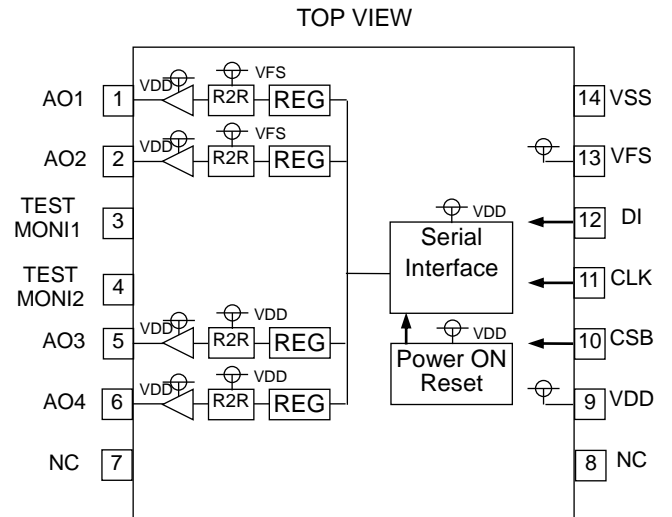 TOP VIEW
AO1 1 VDD R2R VFS REG 14 VSS
AO2 2 VDD R2R VFS REG 13 VFS
TEST
MONI1 3 VDD 12 DI
Serial
Interface
TEST
MONI2 4 11 CLK
AO3 5 VDD R2R VDD REG VDD 10 CSB
Power ON
Reset
AO4 6 VDD R2R VDD REG 9 VDD
NC 7 8 NC